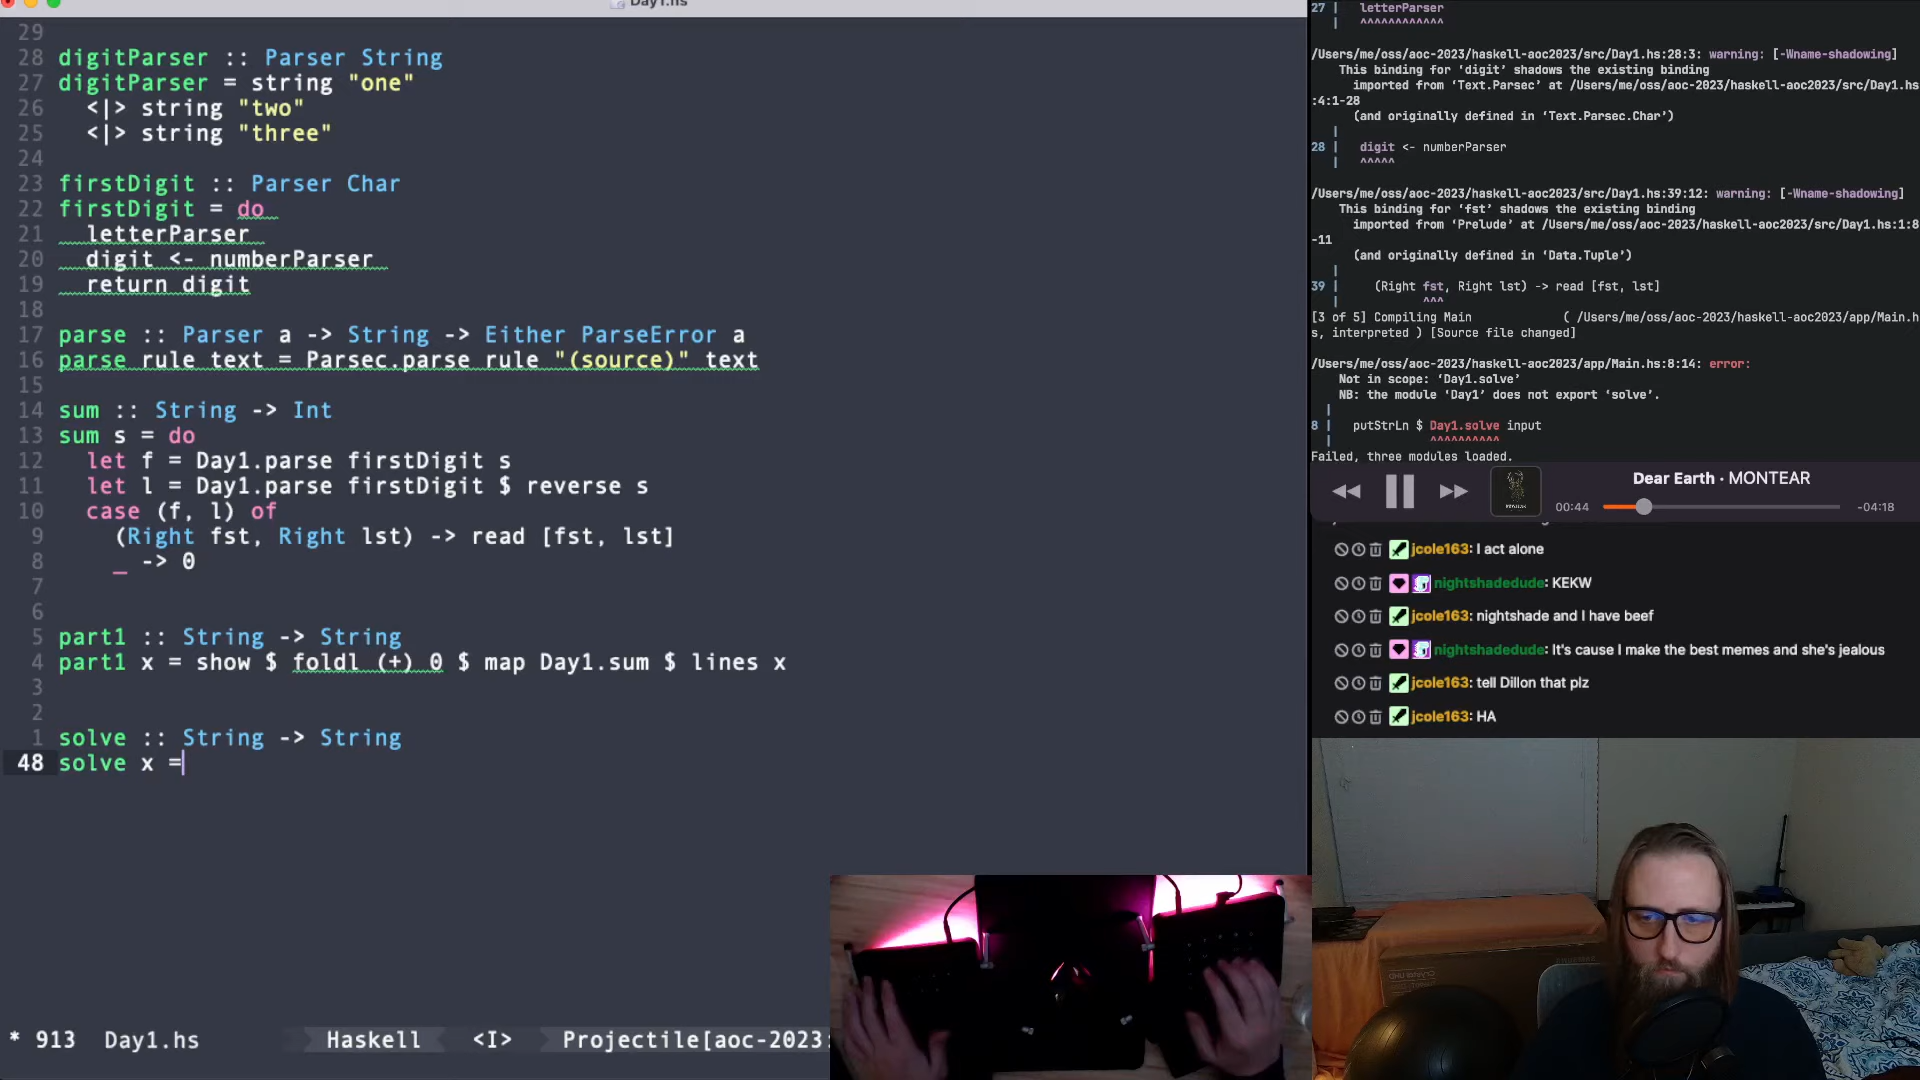 Day1.hs
29
28 digitParser :: Parser String
27 digitParser = string "one"
26 <|> string "two"
25 <|> string "three"
24
23 firstDigit :: Parser Char
22 firstDigit = do
21 letterParser
20 digit <- numberParser
19 return digit
18
17 parse :: Parser a -> String -> Either ParseError a
16 parse rule text = Parsec.parse rule "(source)" text
15
14 sum :: String -> Int
13 sum s = do
12 let f = Day1.parse firstDigit s
11 let l = Day1.parse firstDigit $ reverse s
10 case (f, l) of
9 (Right fst, Right lst) -> read [fst, lst]
8 _ -> 0
7
6
5 part1 :: String -> String
4 part1 x = show $ foldl (+) 0 $ map Day1.sum $ lines x
3
2
1 solve :: String -> String
48 solve x =
* 913 Day1.hs Haskell <I> Projectile[aoc-2023:
27 | letterParser
| ^^^^^^^^^^^^
/Users/me/oss/aoc-2023/haskell-aoc2023/src/Day1.hs:28:3: warning: [-Wname-shadowing]
This binding for ‘digit’ shadows the existing binding
imported from ‘Text.Parsec’ at /Users/me/oss/aoc-2023/haskell-aoc2023/src/Day1.hs
:4:1-28
(and originally defined in ‘Text.Parsec.Char’)
|
28 | digit <- numberParser
| ^^^^^
/Users/me/oss/aoc-2023/haskell-aoc2023/src/Day1.hs:39:12: warning: [-Wname-shadowing]
This binding for ‘fst’ shadows the existing binding
imported from ‘Prelude’ at /Users/me/oss/aoc-2023/haskell-aoc2023/src/Day1.hs:1:8
-11
(and originally defined in ‘Data.Tuple’)
|
39 | (Right fst, Right lst) -> read [fst, lst]
| ^^^
[3 of 5] Compiling Main ( /Users/me/oss/aoc-2023/haskell-aoc2023/app/Main.h
s, interpreted ) [Source file changed]
/Users/me/oss/aoc-2023/haskell-aoc2023/app/Main.hs:8:14: error:
Not in scope: ‘Day1.solve’
NB: the module ‘Day1’ does not export ‘solve’.
|
8 | putStrLn $ Day1.solve input
| ^^^^^^^^^^
Failed, three modules loaded.
Dear Earth · MONTEAR
00:44 -04:18
jcole163: I act alone
nightshadedude: KEKW
jcole163: nightshade and I have beef
nightshadedude: It's cause I make the best memes and she's jealous
jcole163: tell Dillon that plz
jcole163: HA